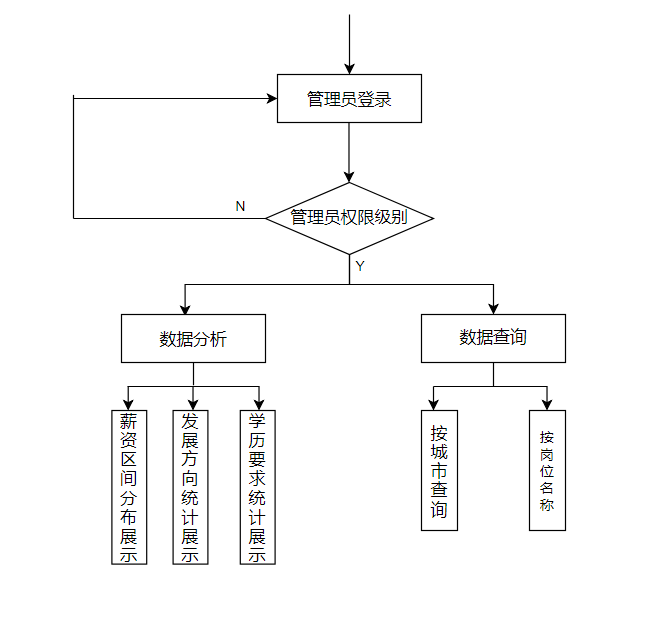 管理员登录
N
管理员权限级别
Y
数据分析
数据查询
薪资区间分布展示
发展方向统计展示
学历要求统计展示
按城市查询
按岗位名称